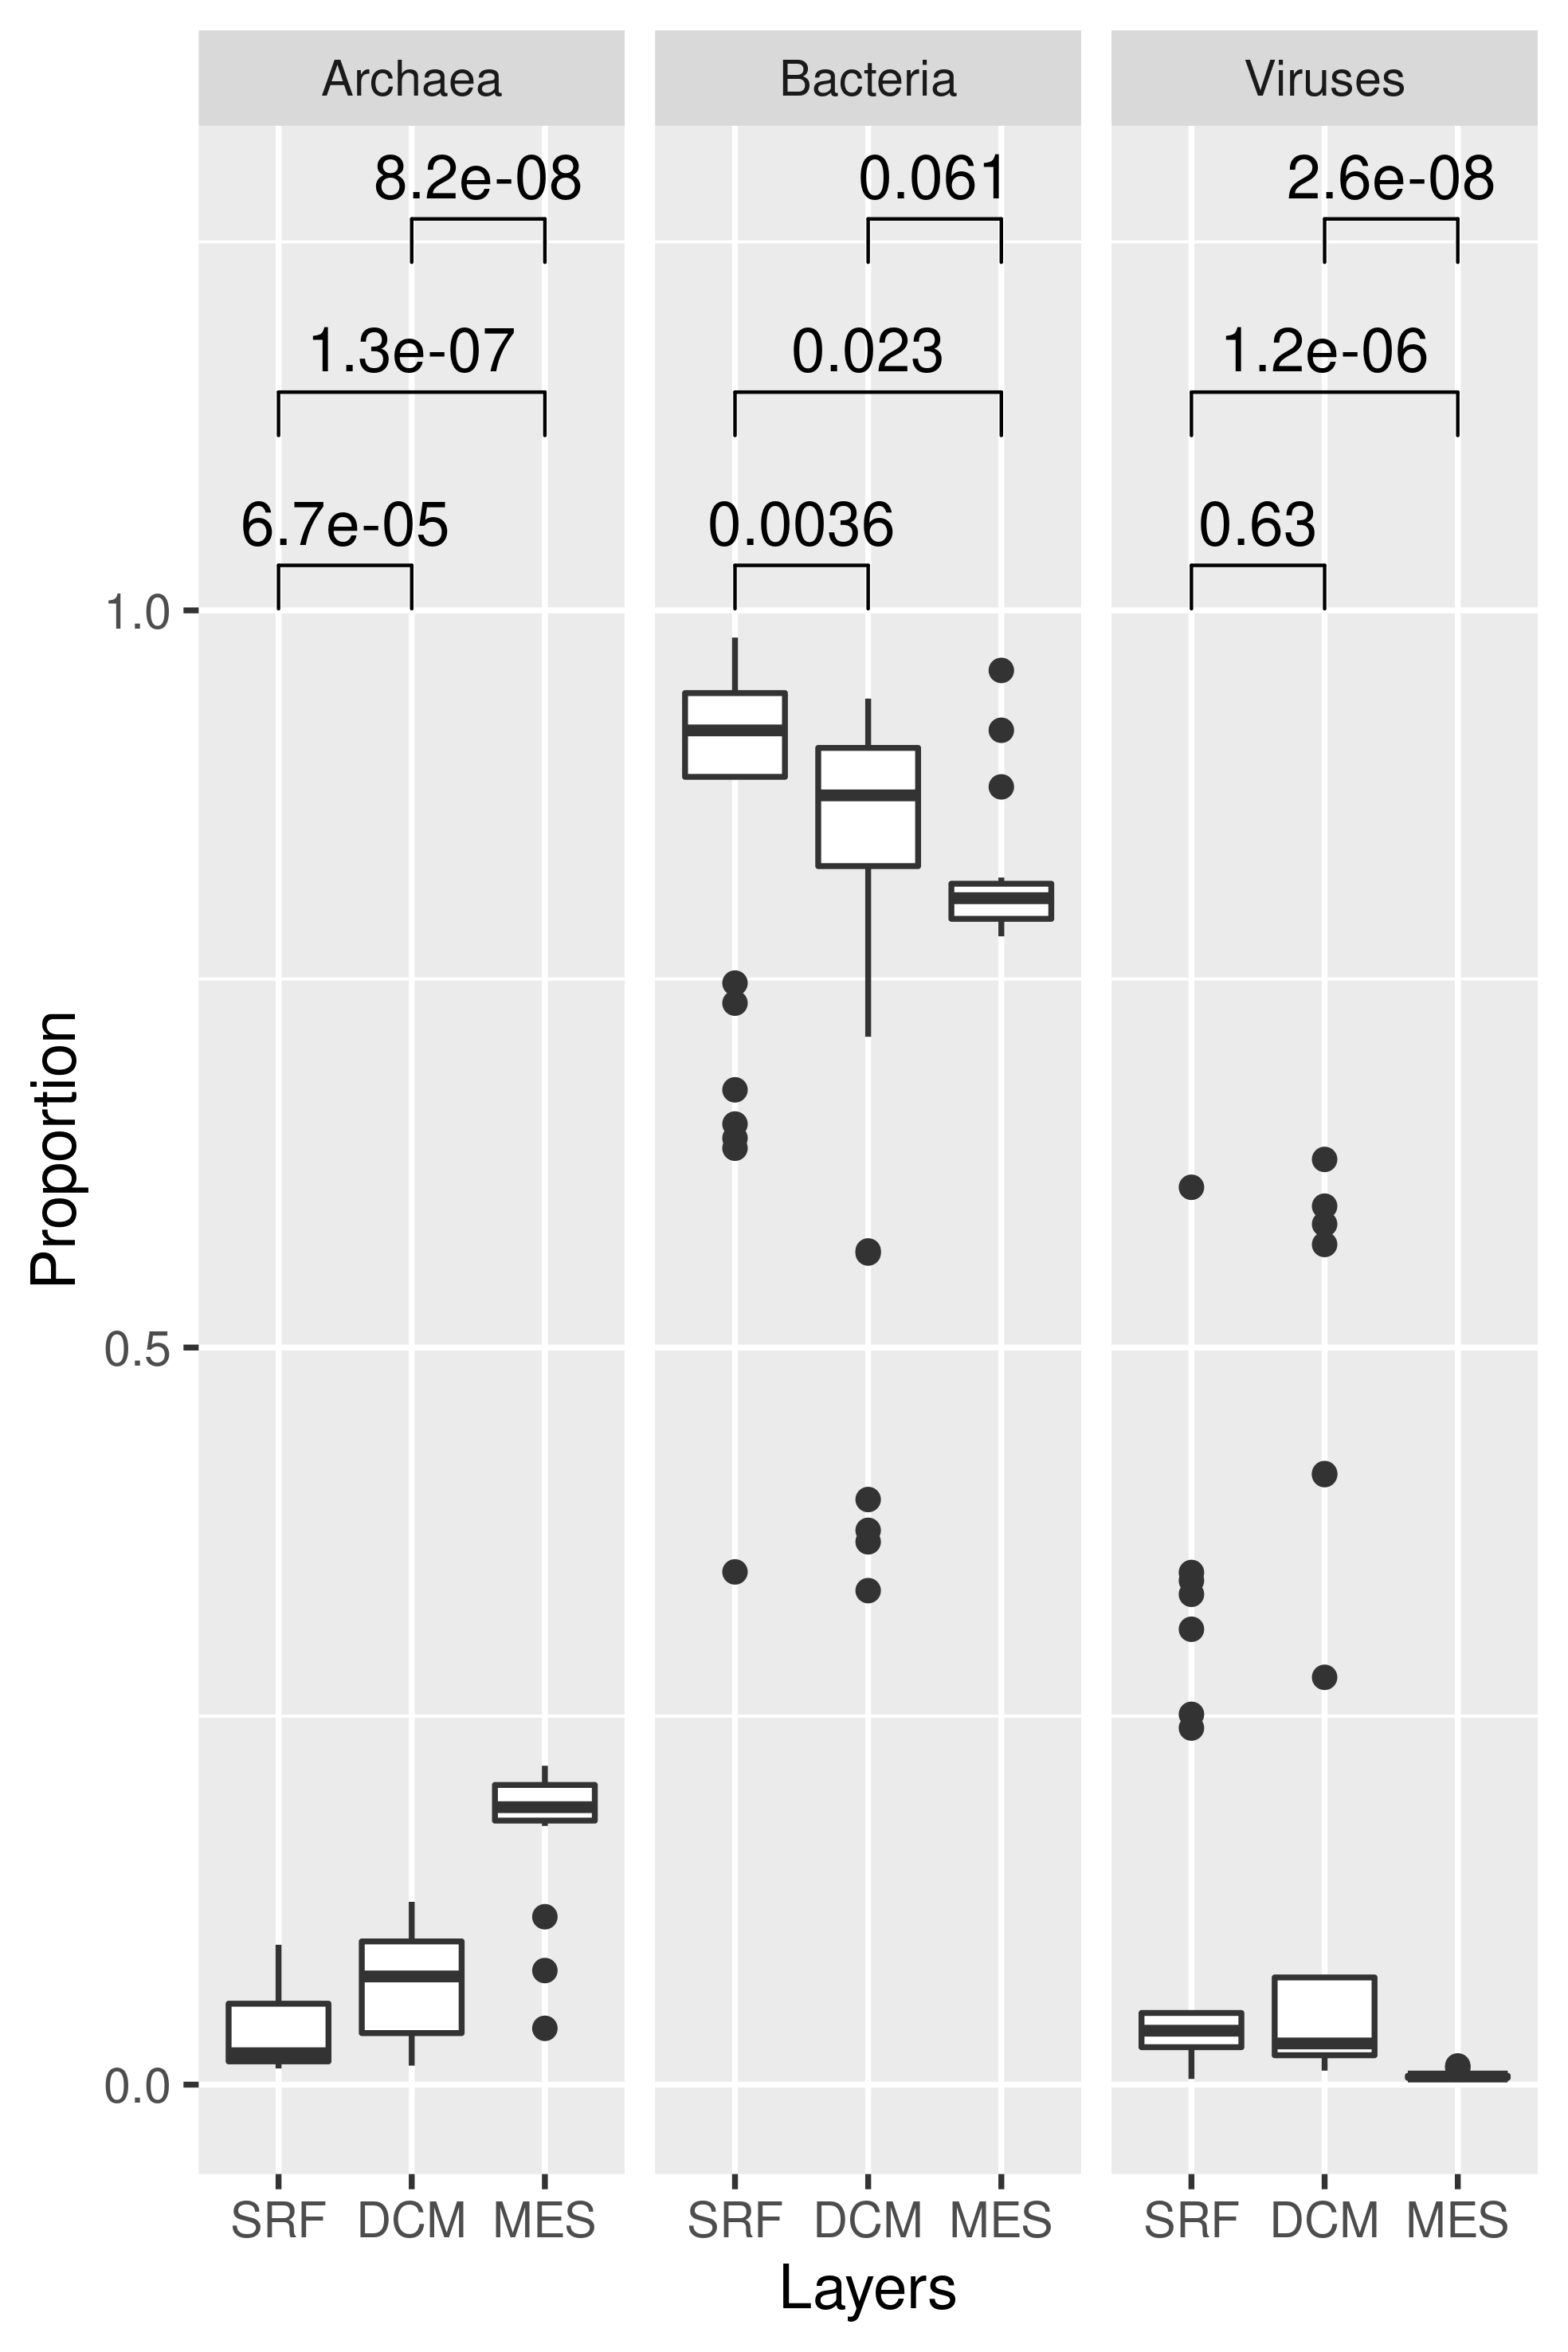 Archaea Bacteria Viruses
8.2e-08 0.061 2.6e-08
1.3e-07 0.023 1.2e-06
6.7e-05 0.0036 0.63
1.0
0.5
0.0
Proportion
SRF DCM MES SRF DCM MES SRF DCM MES
Layers